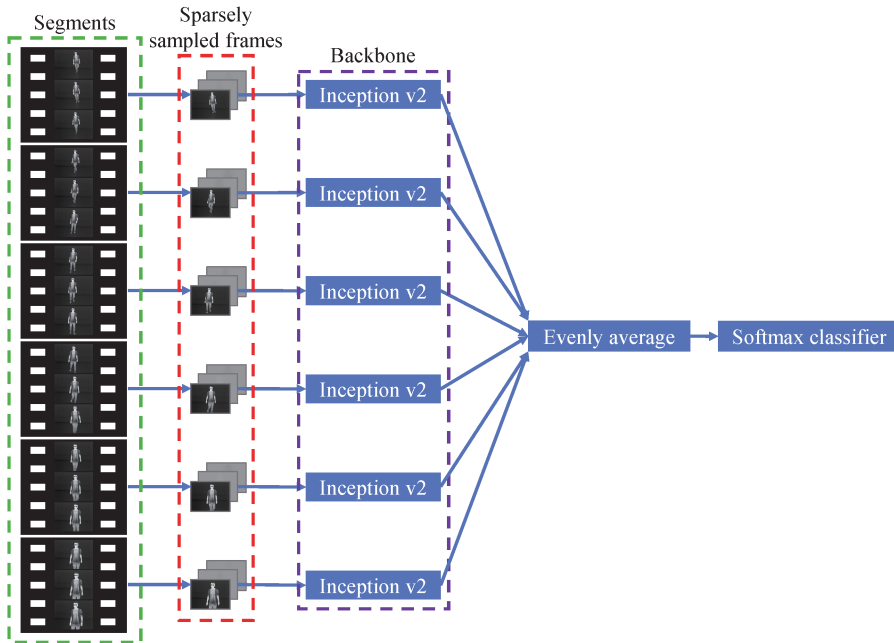 Segments
Sparsely
sampled frames
Backbone
Inception v2
Inception v2
Inception v2
Inception v2
Inception v2
Inception v2
Evenly average
Softmax classifier